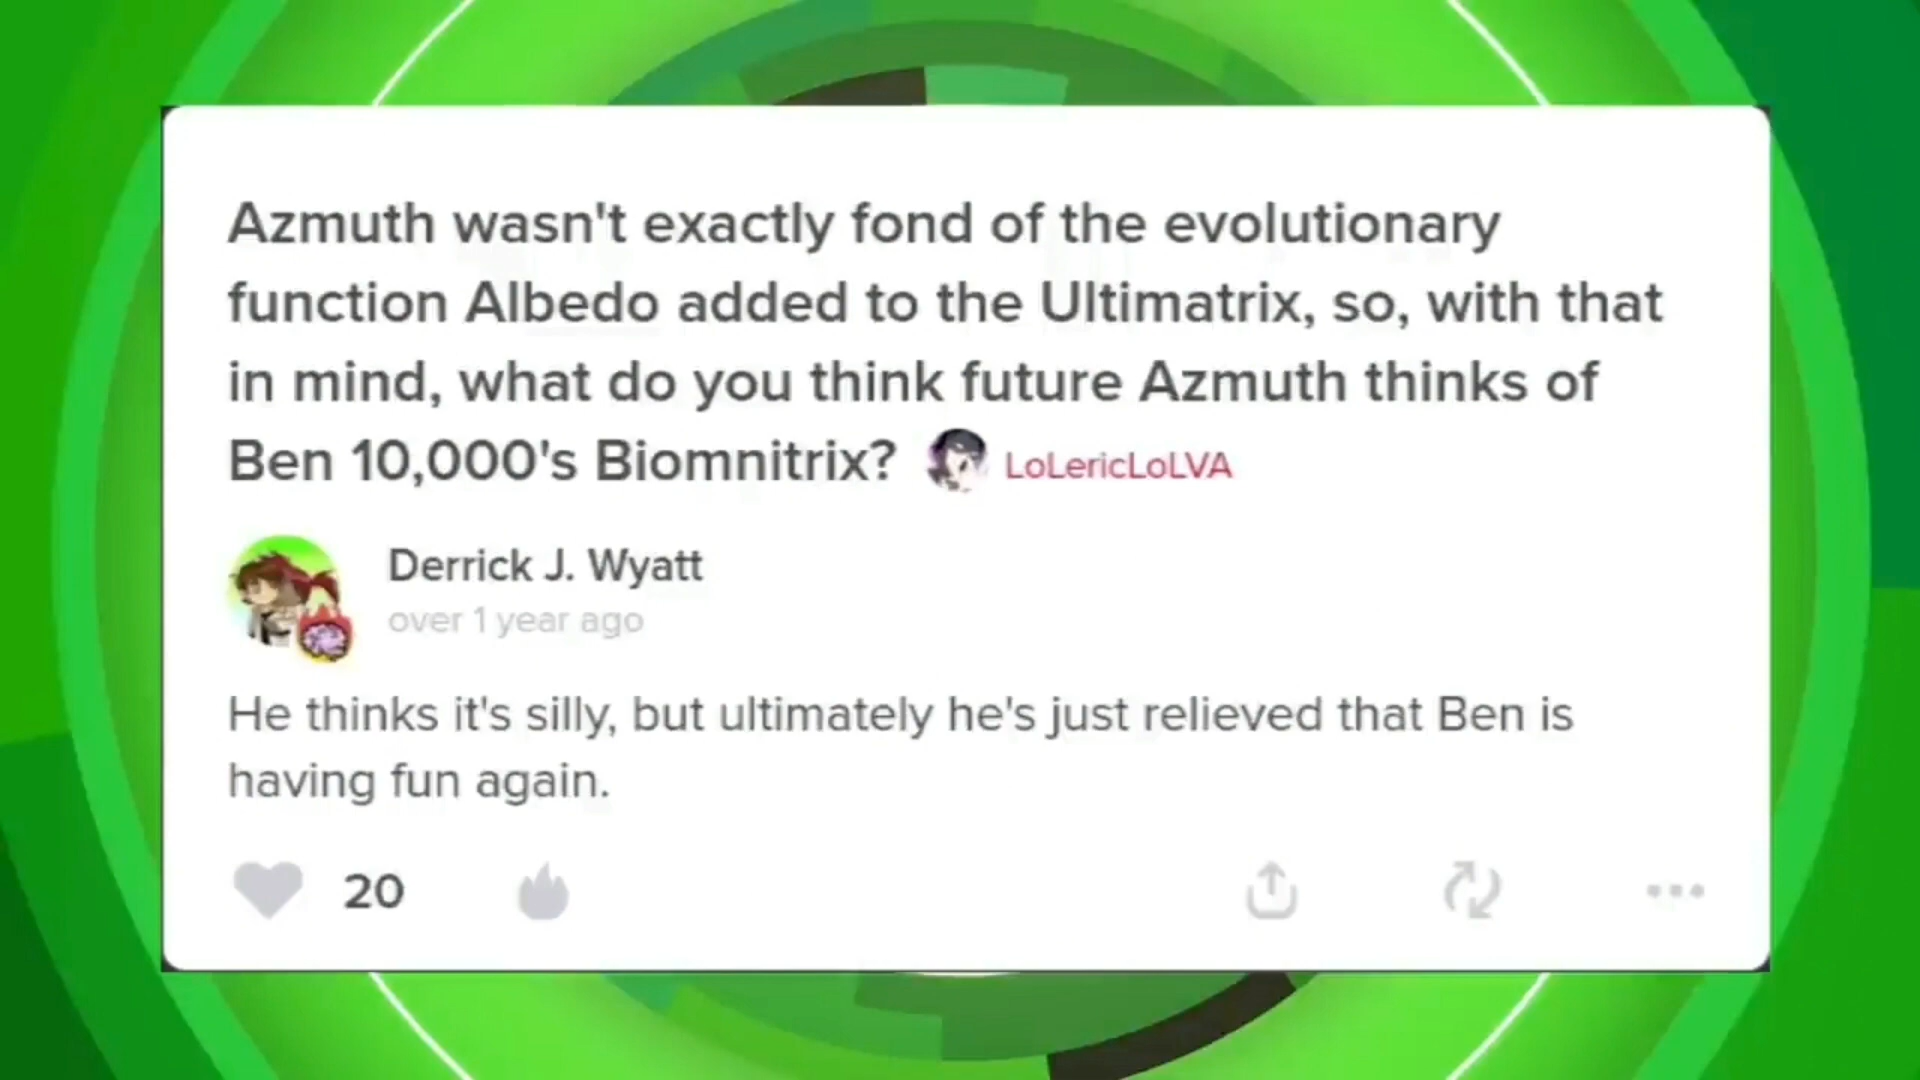 Azmuth wasn't exactly fond of the evolutionary
function Albedo added to the Ultimatrix, so, with that
in mind, what do you think future Azmuth thinks of
Ben 10,000's Biomnitrix? LoLericLoLVA
Derrick J. Wyatt
over 1 year ago
He thinks it's silly, but ultimately he's just relieved that Ben is
having fun again.
20